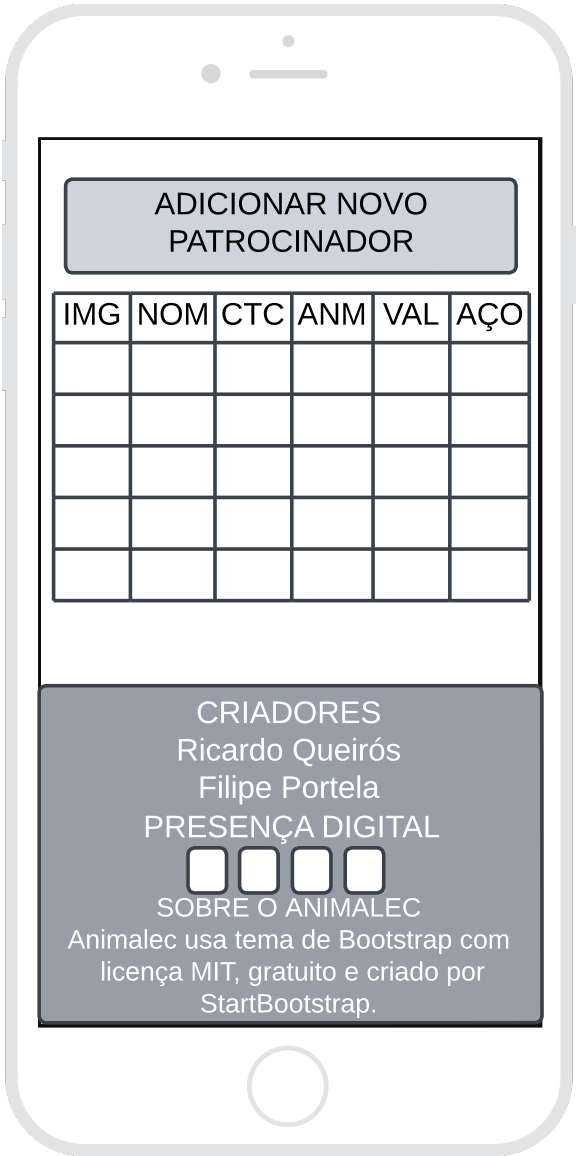 ADICIONAR NOVO
PATROCINADOR
IMG NOM CTC ANM VAL AÇO
CRIADORES
Ricardo Queirós
Filipe Portela
PRESENÇA DIGITAL
SOBRE O ANIMALEC
Animalec usa tema de Bootstrap com
licença MIT, gratuito e criado por
StartBootstrap.